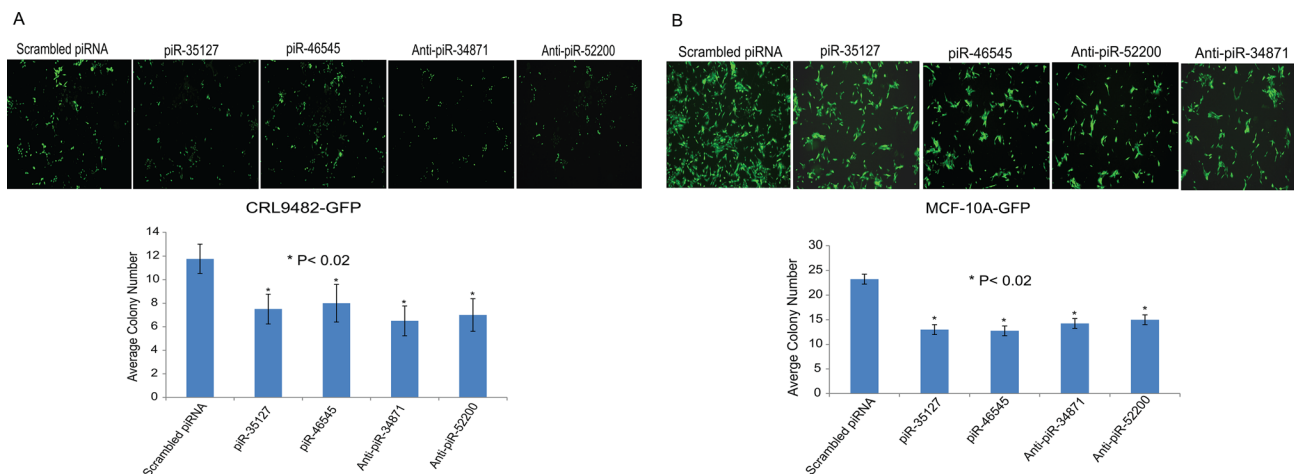 A
Scrambled piRNA
piR-35127
piR-46545
Anti-piR-34871
Anti-piR-52200
CRL9482-GFP
Average Colony Number
14
12
10
8
6
4
2
0
* P< 0.02
*
*
*
*
Scrambled piRNA
piR-35127
piR-46545
Anti-piR-34871
Anti-piR-52200
B
Scrambled piRNA
piR-35127
piR-46545
Anti-piR-52200
Anti-piR-34871
MCF-10A-GFP
Averge Colony Number
30
25
20
15
10
5
0
* P< 0.02
*
*
*
*
Scrambled piRNA
piR-35127
piR-46545
Anti-piR-34871
Anti-piR-52200